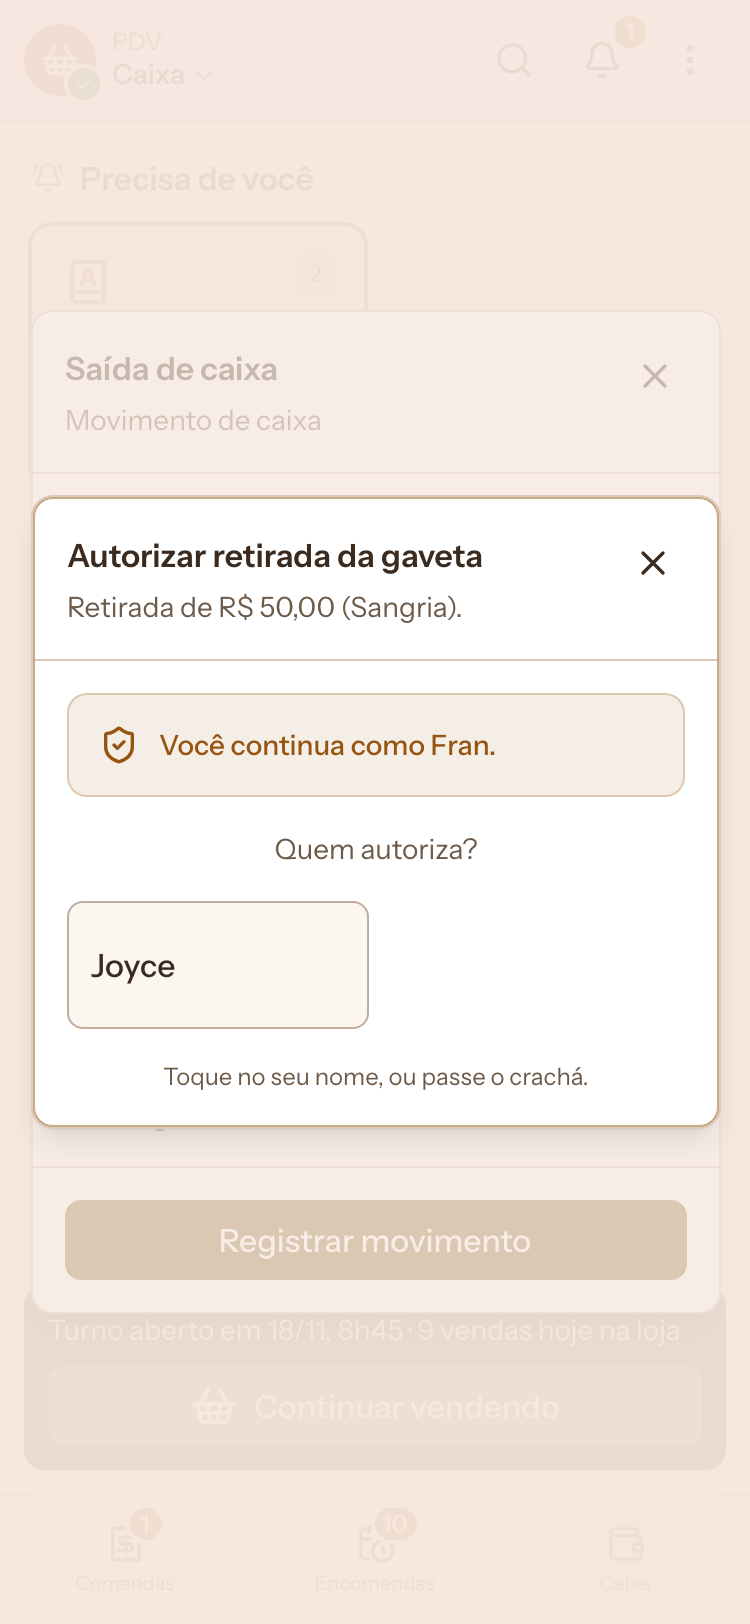 PDV
1
Caixa
Precisa de você
2
Saída de caixa
Movimento de caixa
Autorizar retirada da gaveta
Retirada de R$ 50,00 (Sangria).
Você continua como Fran.
Quem autoriza?
Joyce
Toque no seu nome, ou passe o crachá.
Registrar movimento
Turno aberto em 18/11, 8h45 · 9 vendas hoje na loja
Continuar vendendo
1
10
Comandas
Encomendas
Caixa